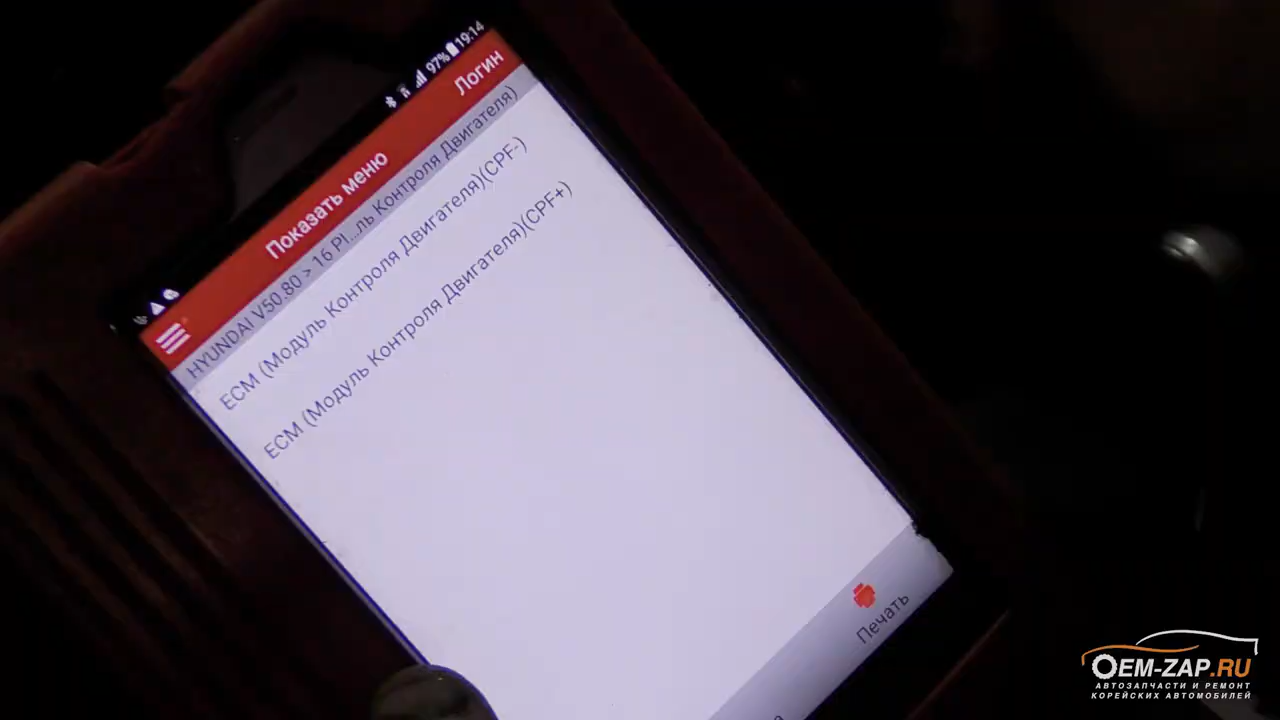 97% 19:14
Показать меню
Логин
HYUNDAI V50.80 > 16 PI...ль Контроля Двигателя)
ECM (Модуль Контроля Двигателя)(CPF-)
ECM (Модуль Контроля Двигателя)(CPF+)
Печать
OEM-ZAP.RU
АВТОЗАПЧАСТИ И РЕМОНТ
КОРЕЙСКИХ АВТОМОБИЛЕЙ